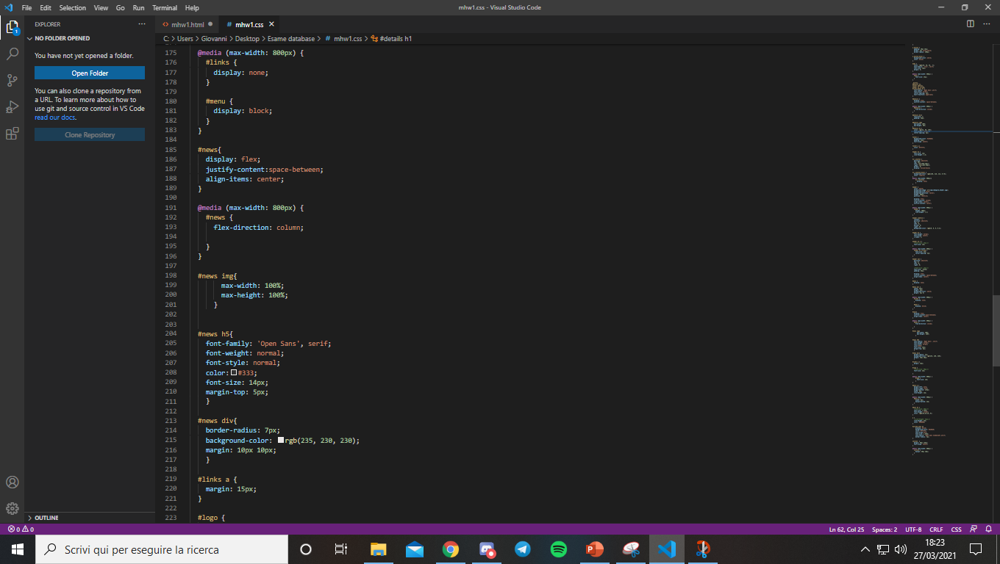 File Edit Selection View Go Run Terminal Help
mhw1.css - Visual Studio Code
EXPLORER ···
mhw1.html
# mhw1.css
NO FOLDER OPENED
C: > Users > Giovanni > Desktop > Esame database > # mhw1.css > #details h1
You have not yet opened a folder.
Open Folder
You can also clone a repository from
a URL. To learn more about how to
use git and source control in VS Code
read our docs.
Clone Repository
1
175 @media (max-width: 800px) {
176 #links {
177 display: none;
178 }
179
180 #menu {
181 display: block;
182 }
183 }
184
185 #news{
186 display: flex;
187 justify-content:space-between;
188 align-items: center;
189 }
190
191 @media (max-width: 800px) {
192 #news {
193 flex-direction: column;
194
195 }
196 }
197
198 #news img{
199 max-width: 100%;
200 max-height: 100%;
201 }
202
203
204 #news h5{
205 font-family: 'Open Sans', serif;
206 font-weight: normal;
207 font-style: normal;
208 color:#333;
209 font-size: 14px;
210 margin-top: 5px;
211 }
212
213 #news div{
214 border-radius: 7px;
215 background-color: rgb(235, 230, 230);
216 margin: 10px 10px;
217 }
218
219 #links a {
220 margin: 15px;
221 }
222
223 #logo {
OUTLINE
0 0
Ln 62, Col 25 Spaces: 2 UTF-8 CRLF CSS
Scrivi qui per eseguire la ricerca
18:23
27/03/2021